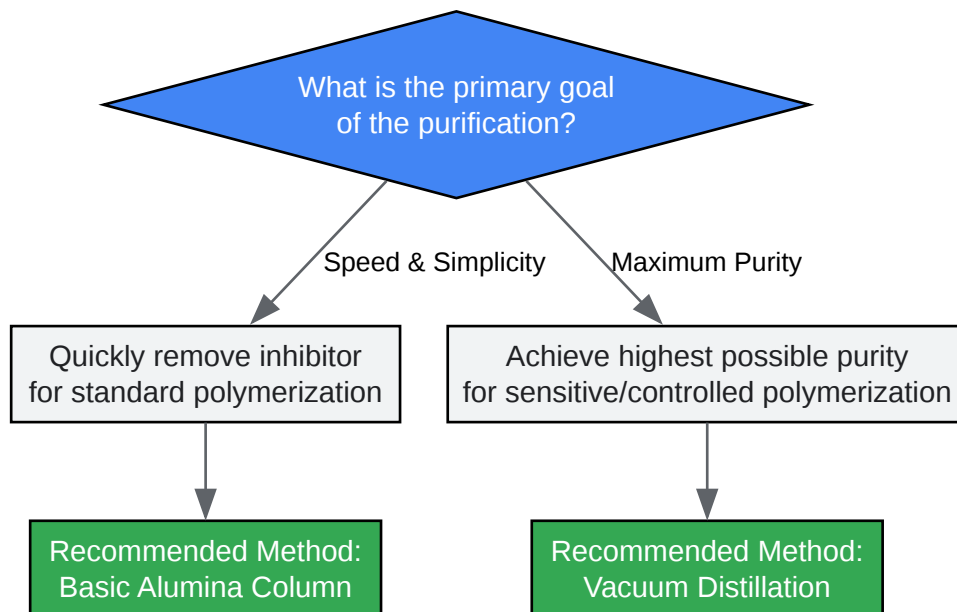 What is the primary goal
of the purification?
Speed & Simplicity
Maximum Purity
Quickly remove inhibitor
for standard polymerization
Achieve highest possible purity
for sensitive/controlled polymerization
Recommended Method:
Basic Alumina Column
Recommended Method:
Vacuum Distillation